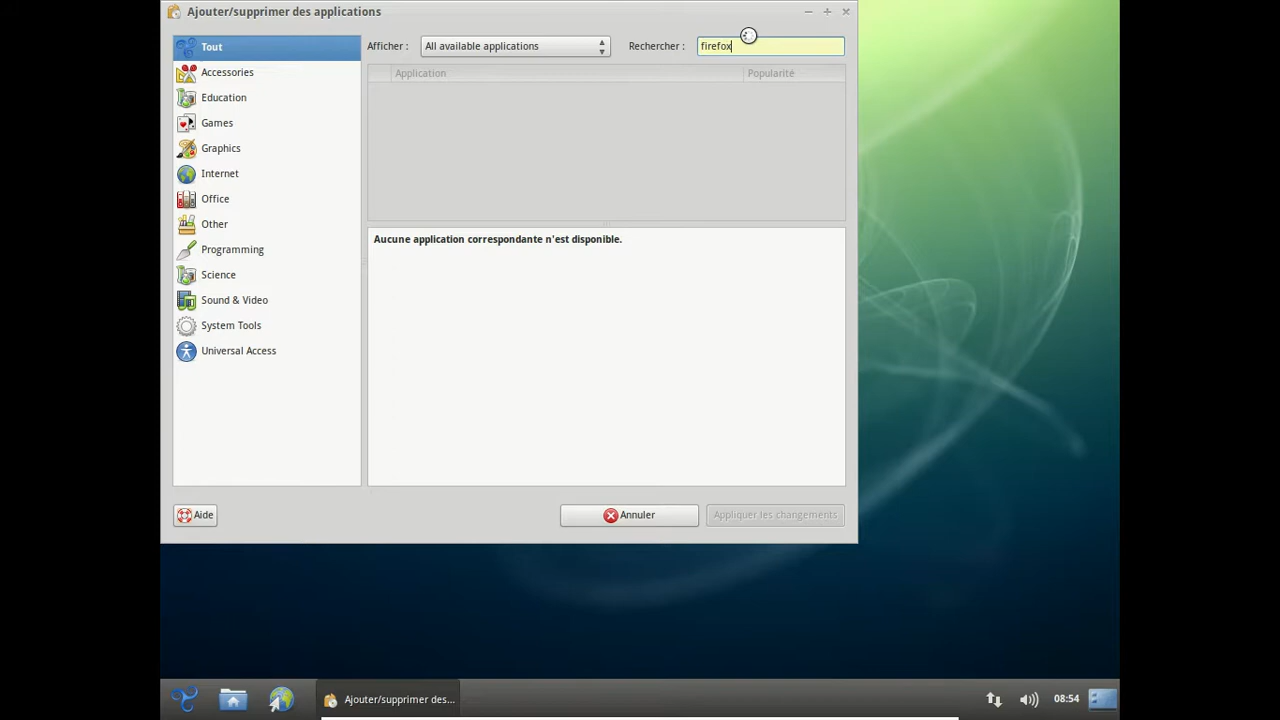 Ajouter/supprimer des applications
Tout
Afficher :
All available applications
Rechercher :
firefox
Accessories
Application
Popularité
Education
Games
Graphics
Internet
Office
Other
Programming
Science
Sound & Video
System Tools
Universal Access
Aucune application correspondante n'est disponible.
Aide
Annuler
Appliquer les changements
Ajouter/supprimer des...
08:54